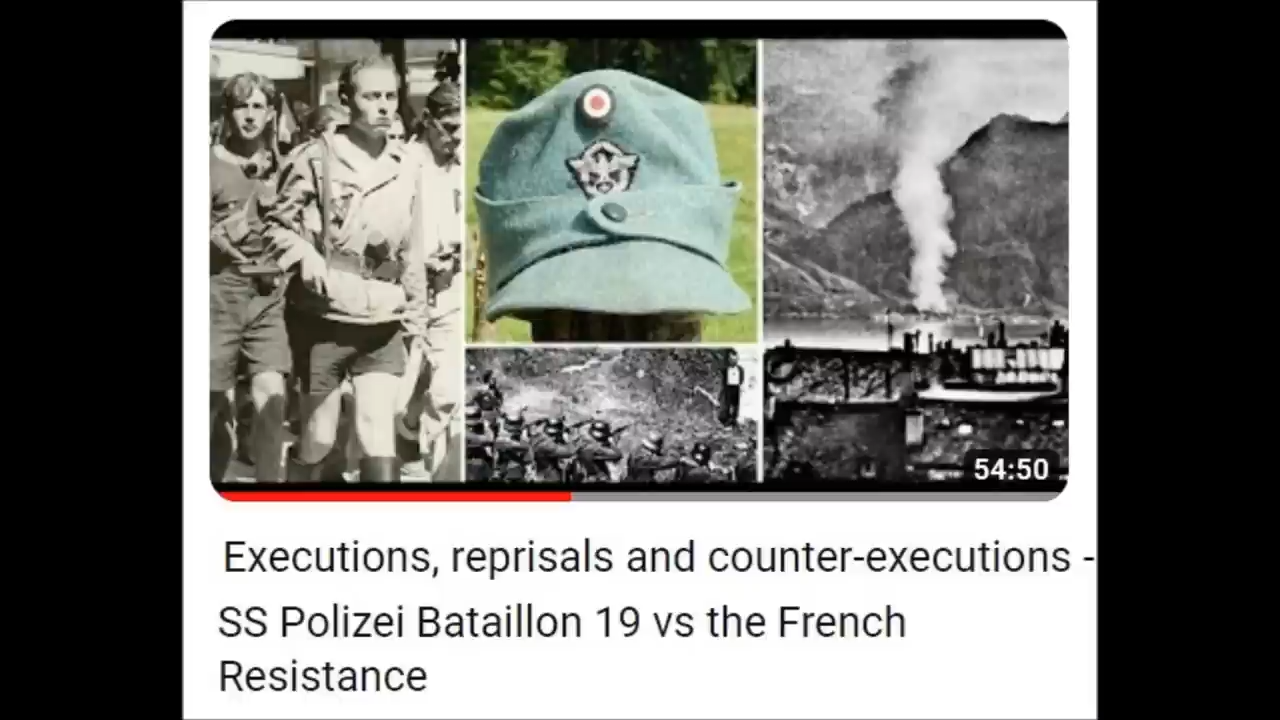 54:50
Executions, reprisals and counter-executions -
SS Polizei Bataillon 19 vs the French
Resistance